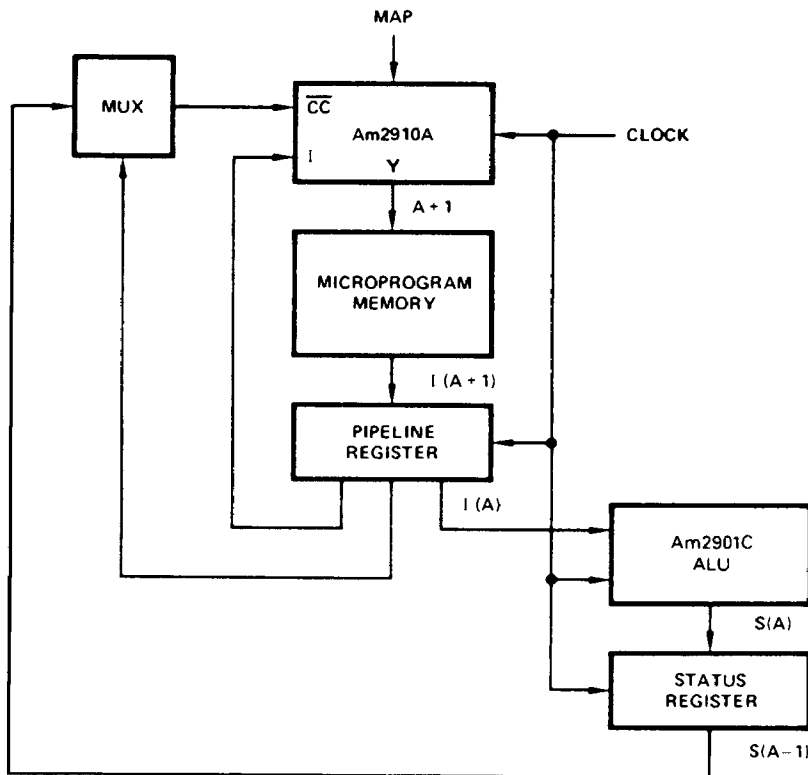 MAP
MUX
CC
Am2910A
I
Y
CLOCK
A + 1
MICROPROGRAM
MEMORY
I (A + 1)
PIPELINE
REGISTER
I (A)
Am2901C
ALU
S(A)
STATUS
REGISTER
S(A–1)